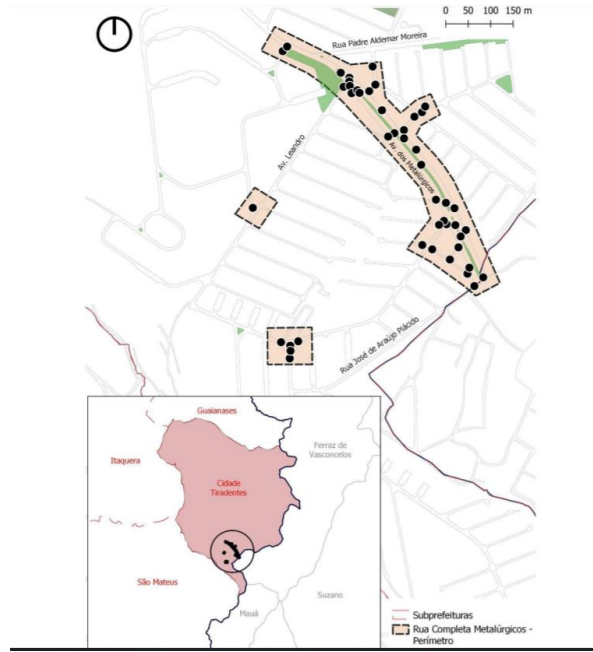 0 50 100 150 m
Rua Padre Aldemar Moreira
Av. Leandro
Av. dos Metalúrgicos
Rua José de Araújo Plácido
Guaianases
Ferraz de
Vasconcelos
Itaquera
Cidade
Tiradentes
São Mateus
Suzano
Mauá
Subprefeituras
Rua Completa Metalúrgicos -
Perímetro